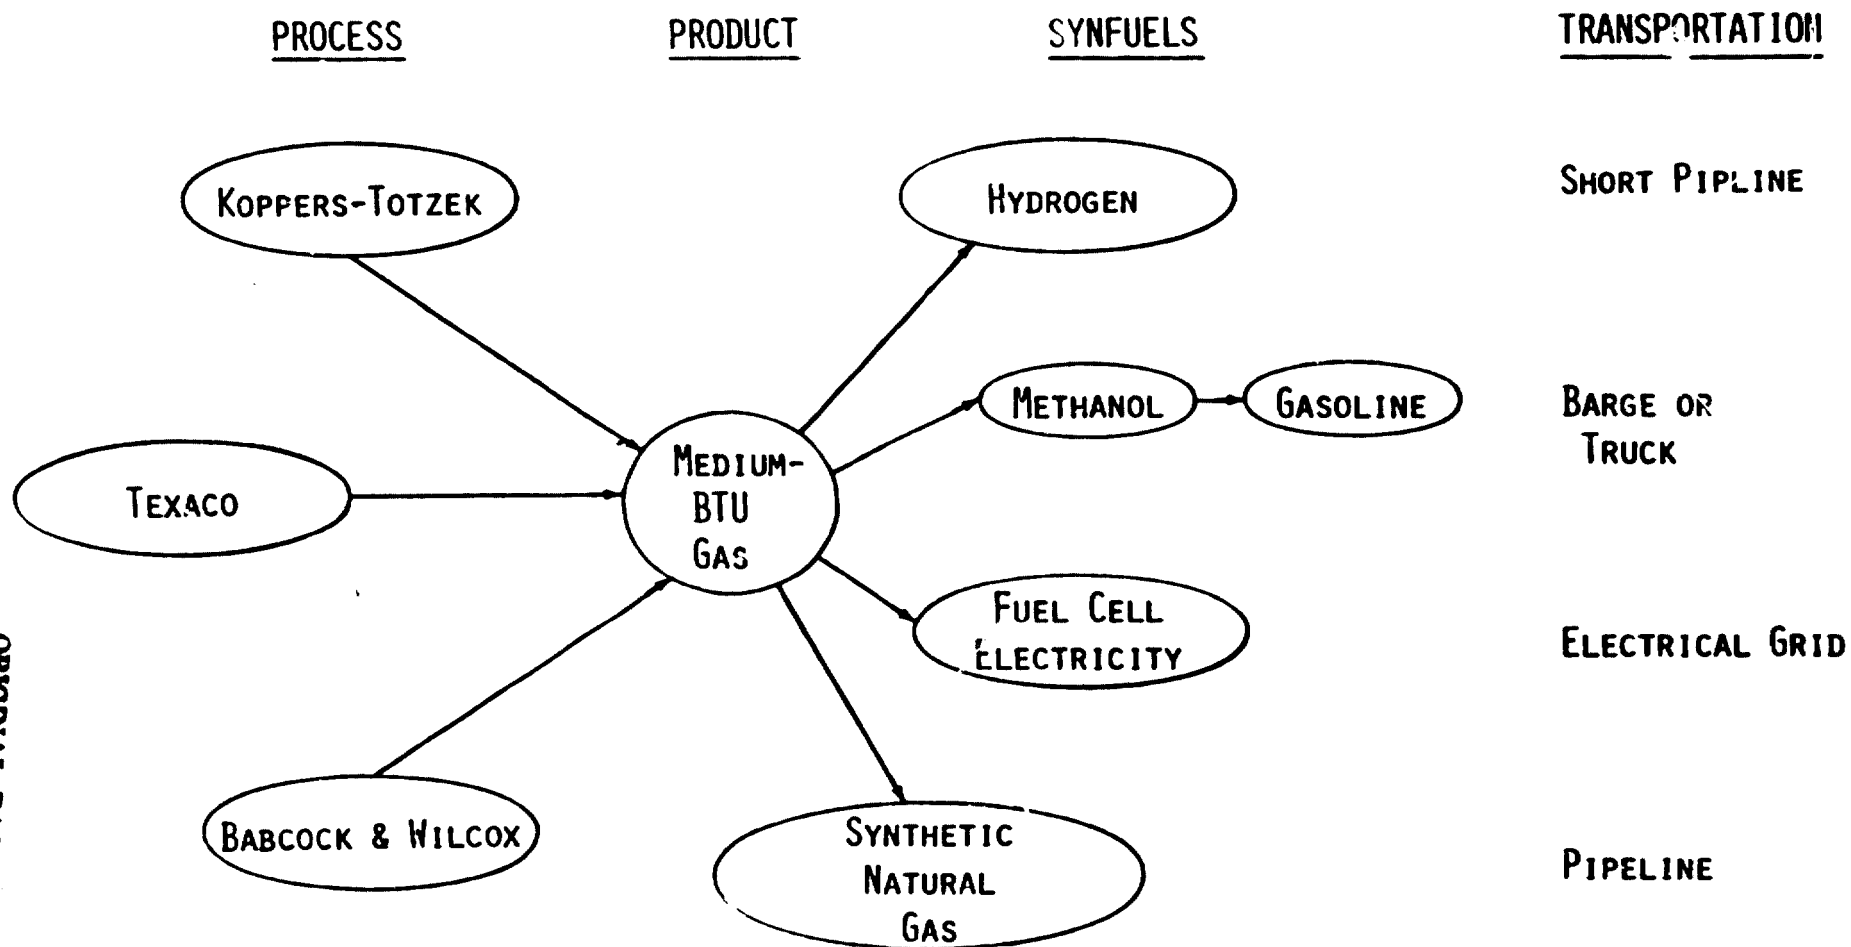 PROCESS
PRODUCT
SYNFUELS
TRANSPORTATION
KOPPERS-TOTZEK
HYDROGEN
SHORT PIPLINE
METHANOL
GASOLINE
BARGE OR
TRUCK
MEDIUM-
BTU
GAS
TEXACO
FUEL CELL
ELECTRICITY
ELECTRICAL GRID
BABCOCK & WILCOX
SYNTHETIC
NATURAL
GAS
PIPELINE